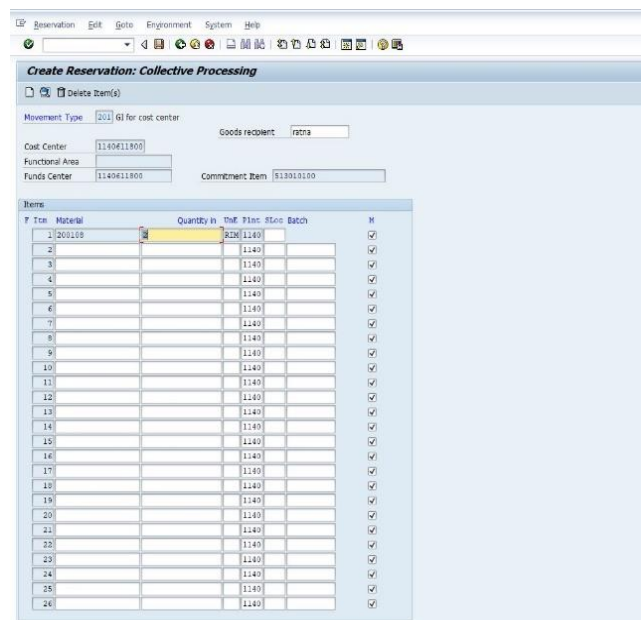 Reservation Edit Goto Environment System Help
Create Reservation: Collective Processing
Delete Item(s)
Movement Type 201 GI for cost center
Goods recipient ratna
Cost Center 1140611800
Functional Area
Funds Center 1140611800 Commitment Item 513010100
Items
F Itm Material Quantity in UnE Plnt SLoc Batch M
1 200108 2 RIM 1140
2 1140
3 1140
4 1140
5 1140
6 1140
7 1140
8 1140
9 1140
10 1140
11 1140
12 1140
13 1140
14 1140
15 1140
16 1140
17 1140
18 1140
19 1140
20 1140
21 1140
22 1140
23 1140
24 1140
25 1140
26 1140